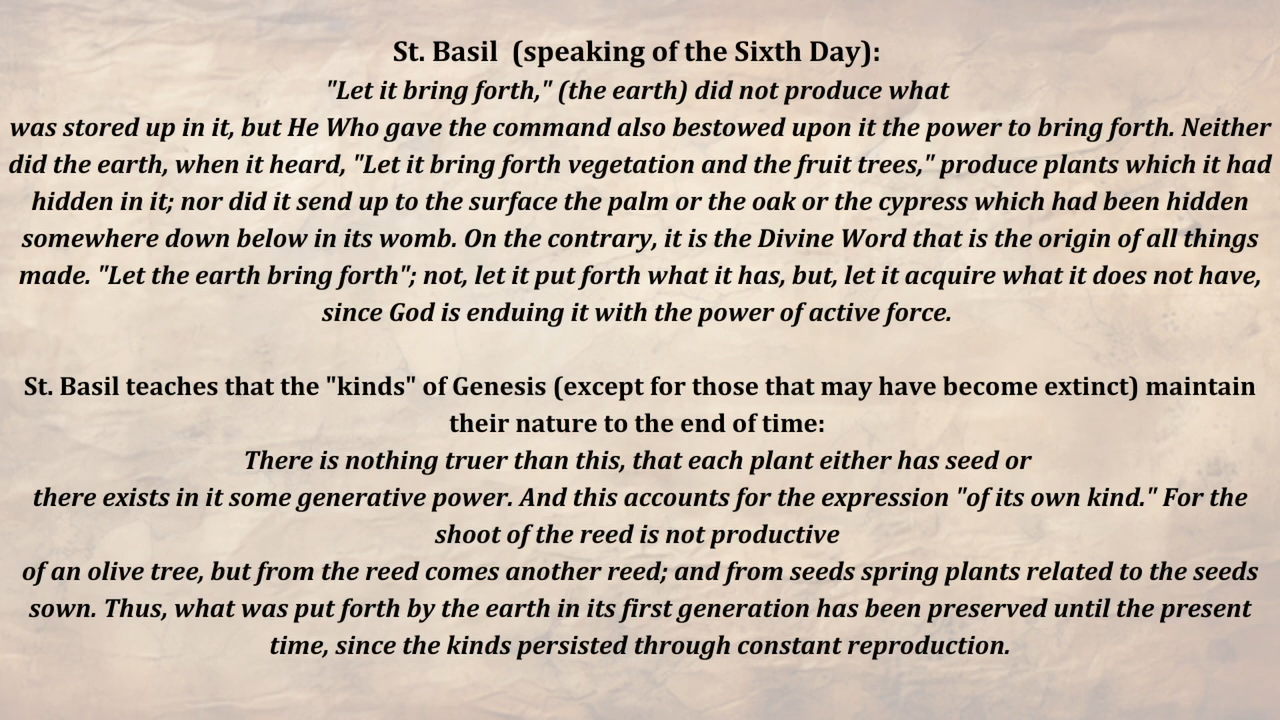 St. Basil  (speaking of the Sixth Day):
"Let it bring forth," (the earth) did not produce what
was stored up in it, but He Who gave the command also bestowed upon it the power to bring forth. Neither
did the earth, when it heard, "Let it bring forth vegetation and the fruit trees," produce plants which it had
hidden in it; nor did it send up to the surface the palm or the oak or the cypress which had been hidden
somewhere down below in its womb. On the contrary, it is the Divine Word that is the origin of all things
made. "Let the earth bring forth"; not, let it put forth what it has, but, let it acquire what it does not have,
since God is enduing it with the power of active force.
St. Basil teaches that the "kinds" of Genesis (except for those that may have become extinct) maintain
their nature to the end of time:
There is nothing truer than this, that each plant either has seed or
there exists in it some generative power. And this accounts for the expression "of its own kind." For the
shoot of the reed is not productive
of an olive tree, but from the reed comes another reed; and from seeds spring plants related to the seeds
sown. Thus, what was put forth by the earth in its first generation has been preserved until the present
time, since the kinds persisted through constant reproduction.